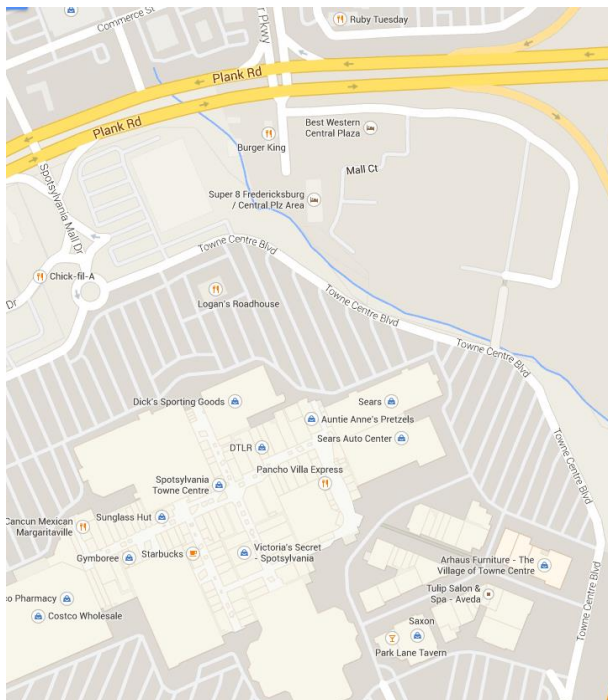 Commerce St
r Pkwy
Ruby Tuesday
Plank Rd
Plank Rd
Best Western
Central Plaza
Burger King
Mall Ct
Spotsylvania Mall Dr
Super 8 Fredericksburg
/ Central Plz Area
Towne Centre Blvd
Chick-fil-A
Dr
Logan's Roadhouse
Towne Centre Blvd
Towne Centre Blvd
Dick's Sporting Goods
Sears
Auntie Anne's Pretzels
DTLR
Sears Auto Center
Pancho Villa Express
Spotsylvania
Towne Centre
Towne Centre Blvd
Cancun Mexican
Margaritaville
Sunglass Hut
Gymboree
Starbucks
Victoria's Secret
- Spotsylvania
Arhaus Furniture - The
Village of Towne Centre
Towne Centre Blvd
Tulip Salon &
Spa - Aveda
co Pharmacy
Costco Wholesale
Saxon
Park Lane Tavern